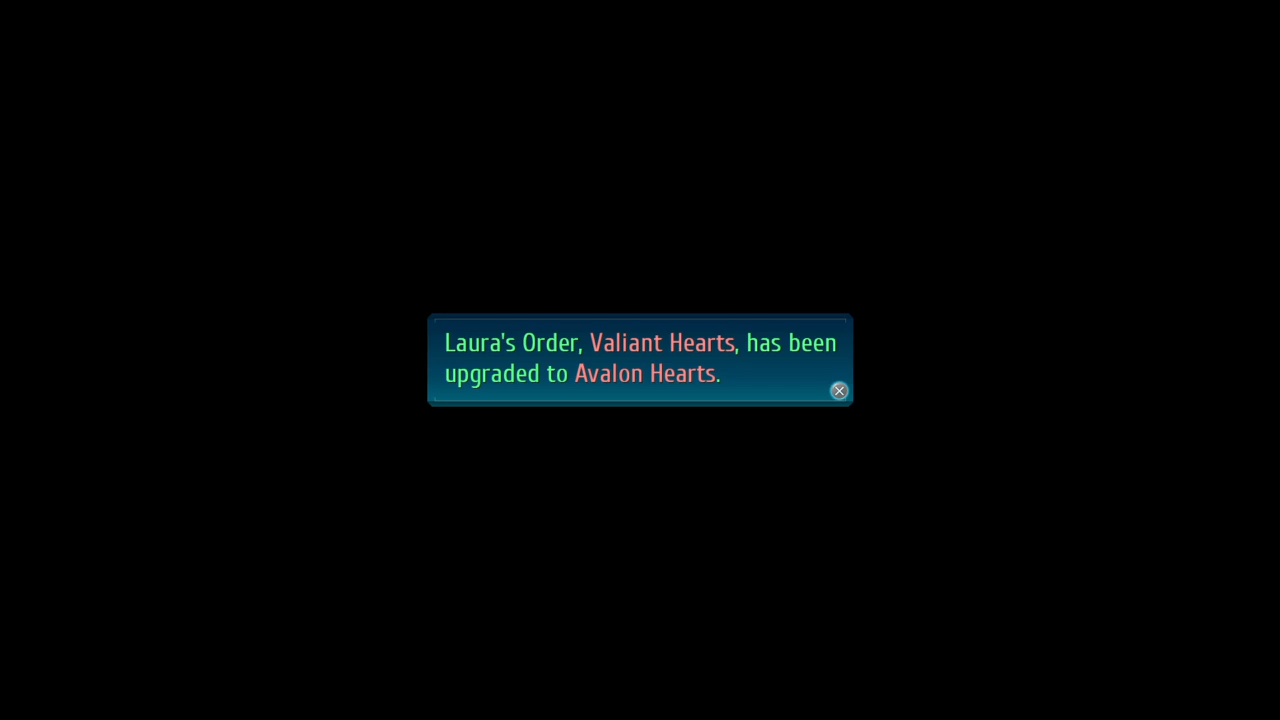 Laura's Order, Valiant Hearts, has been
upgraded to Avalon Hearts.